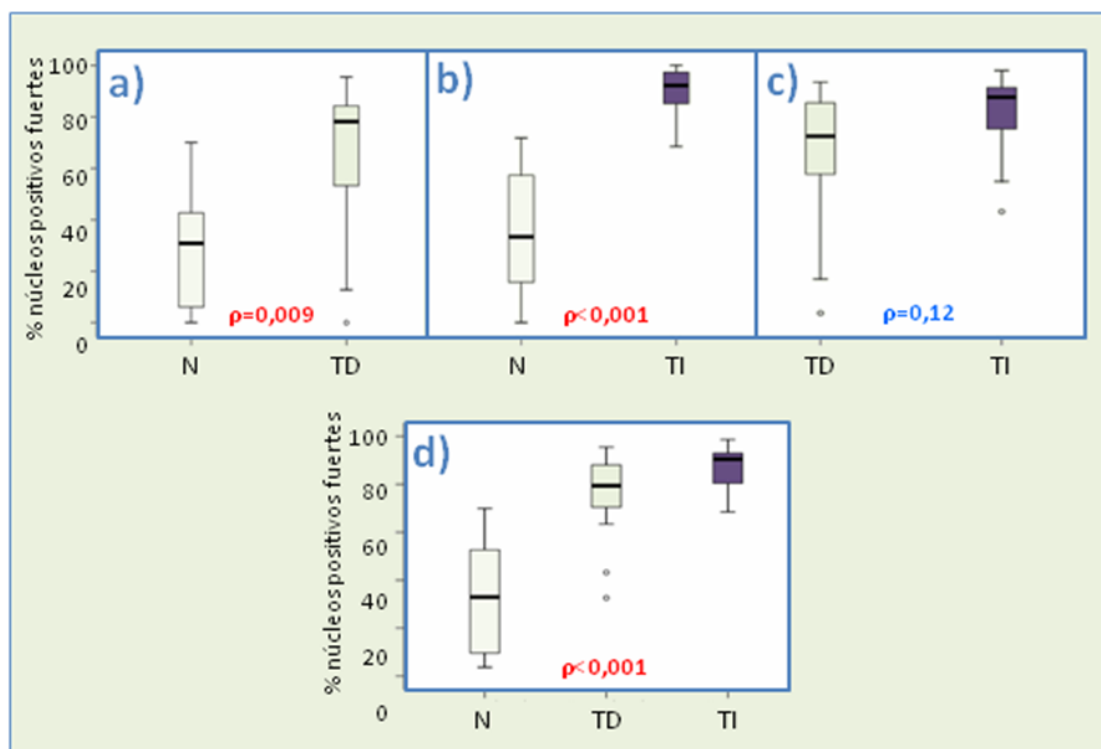 % núcleos positivos fuertes
100
80
60
40
20
0
a)
ρ=0,009
N
TD
b)
ρ<0,001
N
TI
c)
ρ=0,12
TD
TI
% núcleos positivos fuertes
100
80
60
40
20
0
d)
ρ<0,001
N
TD
TI